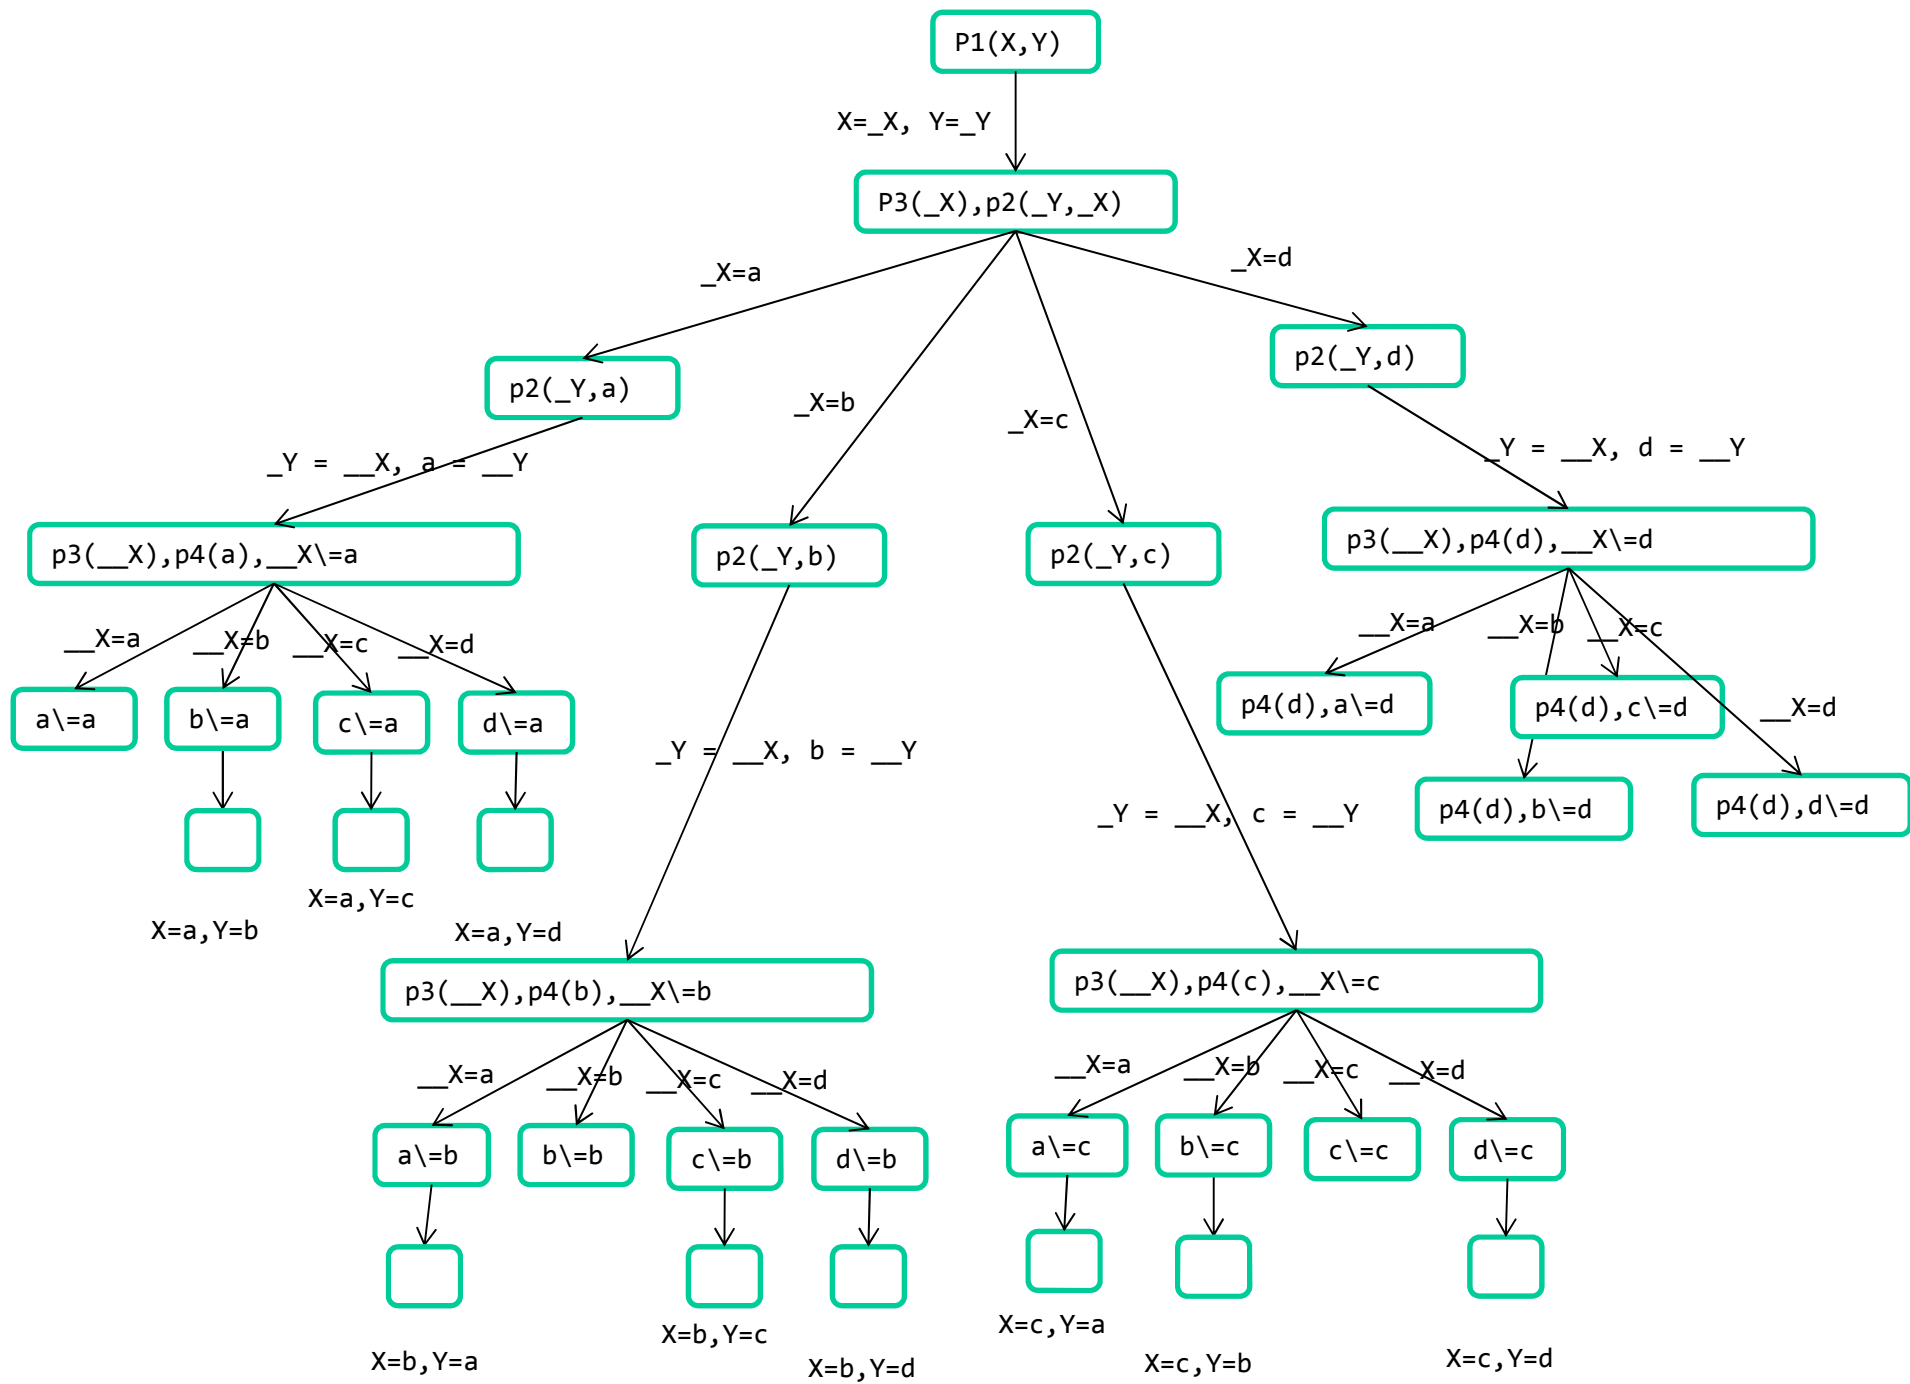 P1(X,Y)
X=_X, Y=_Y
P3(_X),p2(_Y,_X)
_X=a
_X=d
p2(_Y,a)
p2(_Y,d)
_X=b
_X=c
_Y = __X, a = __Y
_Y = __X, d = __Y
p3(__X),p4(a),__X\=a
p2(_Y,b)
p2(_Y,c)
p3(__X),p4(d),__X\=d
__X=a
__X=b
__X=c
__X=d
__X=a
__X=b
__X=c
__X=d
a\=a
b\=a
c\=a
d\=a
p4(d),a\=d
p4(d),c\=d
p4(d),b\=d
p4(d),d\=d
_Y = __X, b = __Y
_Y = __X, c = __Y
X=a,Y=b
X=a,Y=c
X=a,Y=d
p3(__X),p4(b),__X\=b
p3(__X),p4(c),__X\=c
__X=a
__X=b
__X=c
__X=d
__X=a
__X=b
__X=c
__X=d
a\=b
b\=b
c\=b
d\=b
a\=c
b\=c
c\=c
d\=c
X=b,Y=a
X=b,Y=c
X=b,Y=d
X=c,Y=a
X=c,Y=b
X=c,Y=d